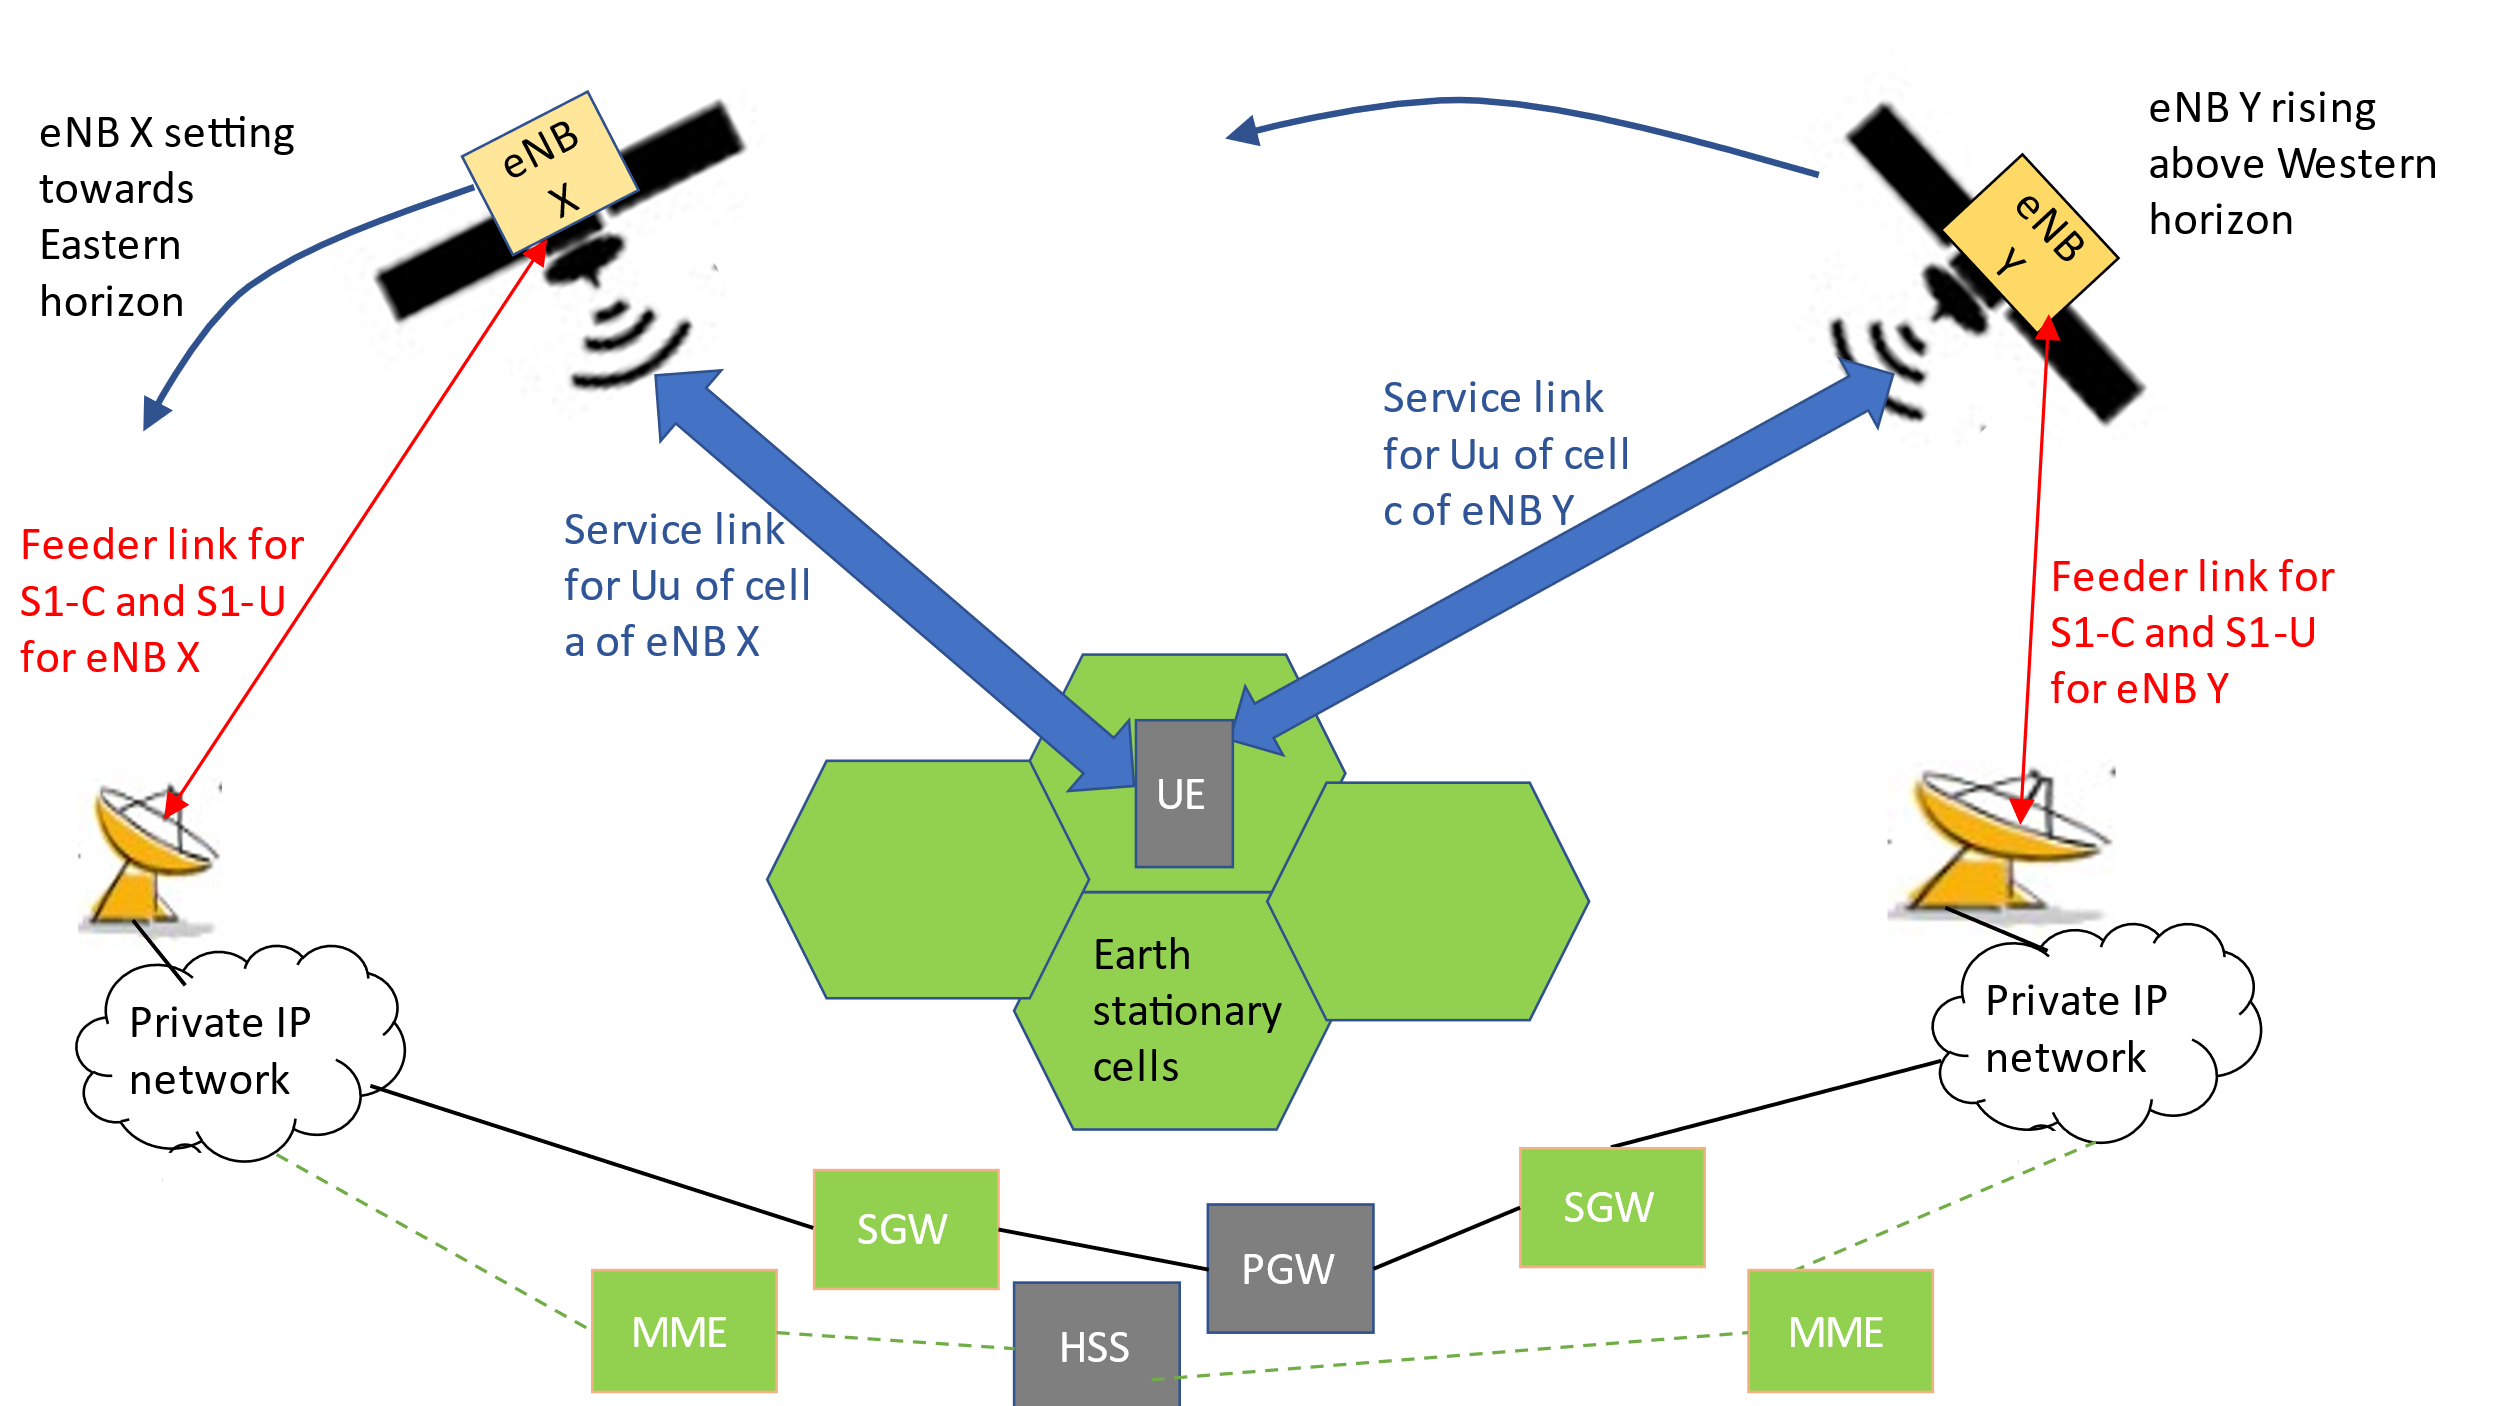 eNB X setting
towards
Eastern
horizon
eNB
X
eNB Y rising
above Western
horizon
eNB
Y
Service link
for Uu of cell
c of eNB Y
Service link
for Uu of cell
a of eNB X
Feeder link for
S1-C and S1-U
for eNB X
Feeder link for
S1-C and S1-U
for eNB Y
UE
Earth
stationary
cells
Private IP
network
Private IP
network
SGW
SGW
PGW
MME
HSS
MME